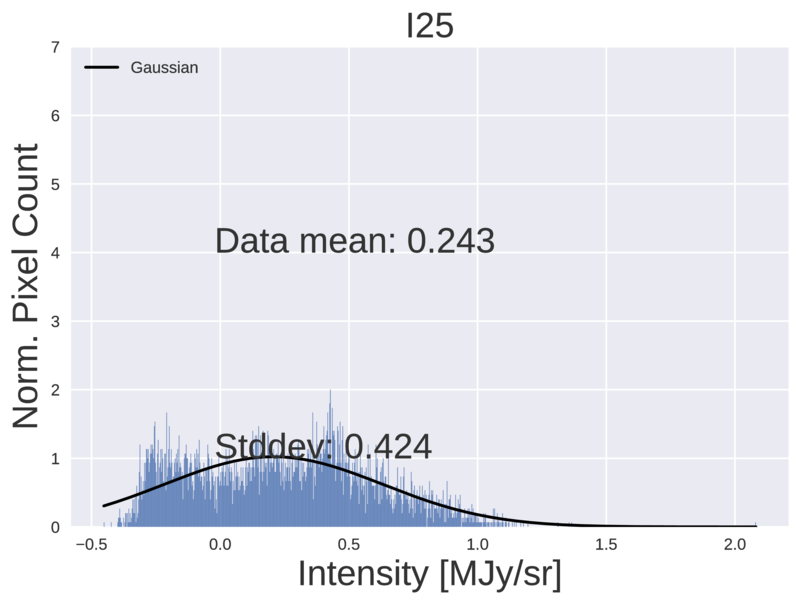 I25
Gaussian
Norm. Pixel Count
7
6
5
4
3
2
1
0
Data mean: 0.243
Stddev: 0.424
−0.5 0.0 0.5 1.0 1.5 2.0
Intensity [MJy/sr]